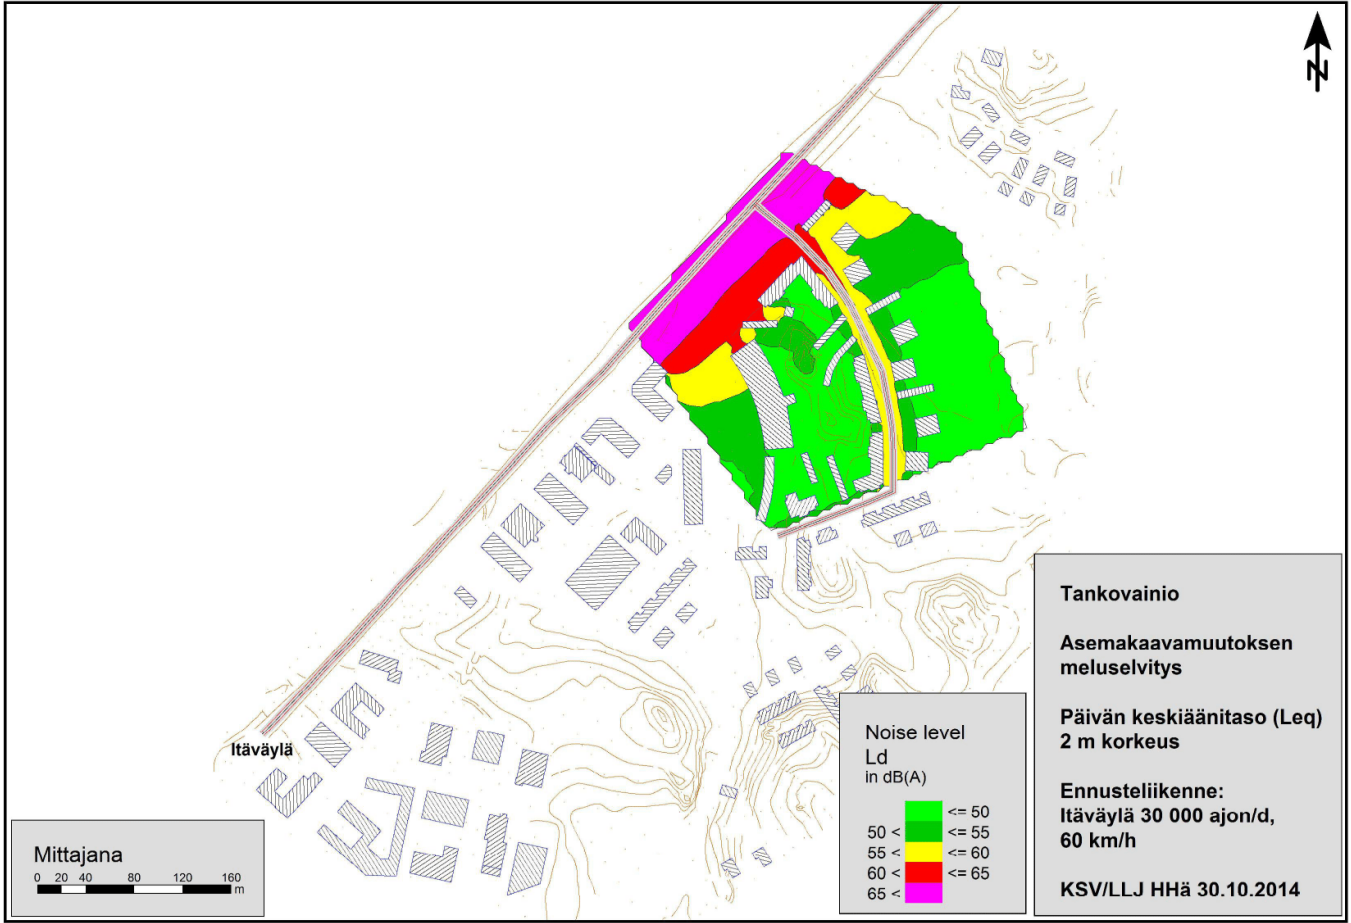 N
Itäväylä
Mittajana
0 20 40 80 120 160
m
Noise level
Ld
in dB(A)
<= 50
50 < <= 55
55 < <= 60
60 < <= 65
65 <
Tankovainio
Asemakaavamuutoksen
meluselvitys
Päivän keskiäänitaso (Leq)
2 m korkeus
Ennusteliikenne:
Itäväylä 30 000 ajon/d,
60 km/h
KSV/LLJ HHä 30.10.2014